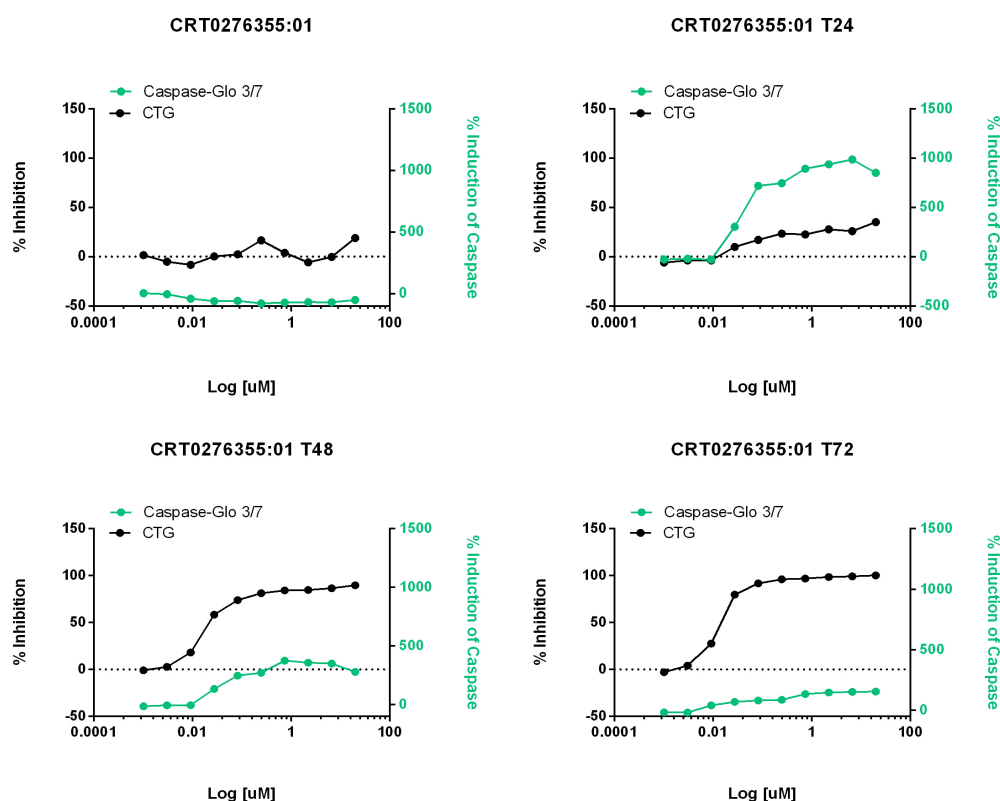 CRT0276355:01
Caspase-Glo 3/7
CTG
% Inhibition
150
100
50
0
-50
1500
1000
500
0
% Induction of Caspase
0.0001 0.01 1 100
Log [uM]
CRT0276355:01 T24
Caspase-Glo 3/7
CTG
% Inhibition
150
100
50
0
-50
1500
1000
500
0
-500
% Induction of Caspase
0.0001 0.01 1 100
Log [uM]
CRT0276355:01 T48
Caspase-Glo 3/7
CTG
% Inhibition
150
100
50
0
-50
1500
1000
500
0
% Induction of Caspase
0.0001 0.01 1 100
Log [uM]
CRT0276355:01 T72
Caspase-Glo 3/7
CTG
% Inhibition
150
100
50
0
-50
1500
1000
500
0
% Induction of Caspase
0.0001 0.01 1 100
Log [uM]